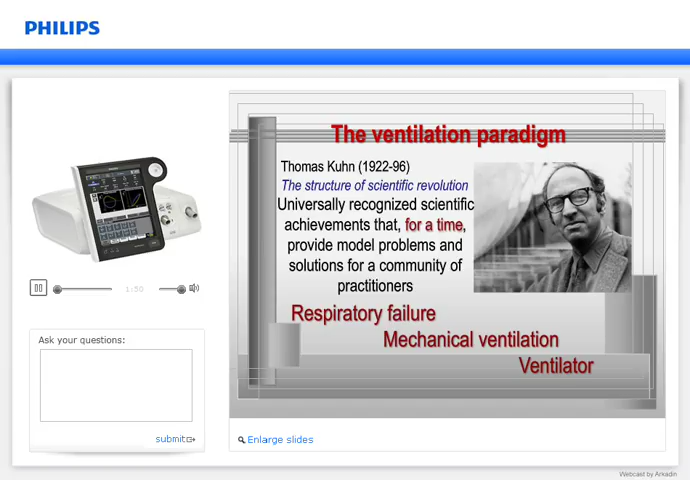 PHILIPS
The ventilation paradigm
Thomas Kuhn (1922-96)
The structure of scientific revolution
Universally recognized scientific
achievements that, for a time,
provide model problems and
solutions for a community of
practitioners
Respiratory failure
Mechanical ventilation
Ventilator
1:50
Ask your questions:
submit
Enlarge slides
Webcast by Arkadin